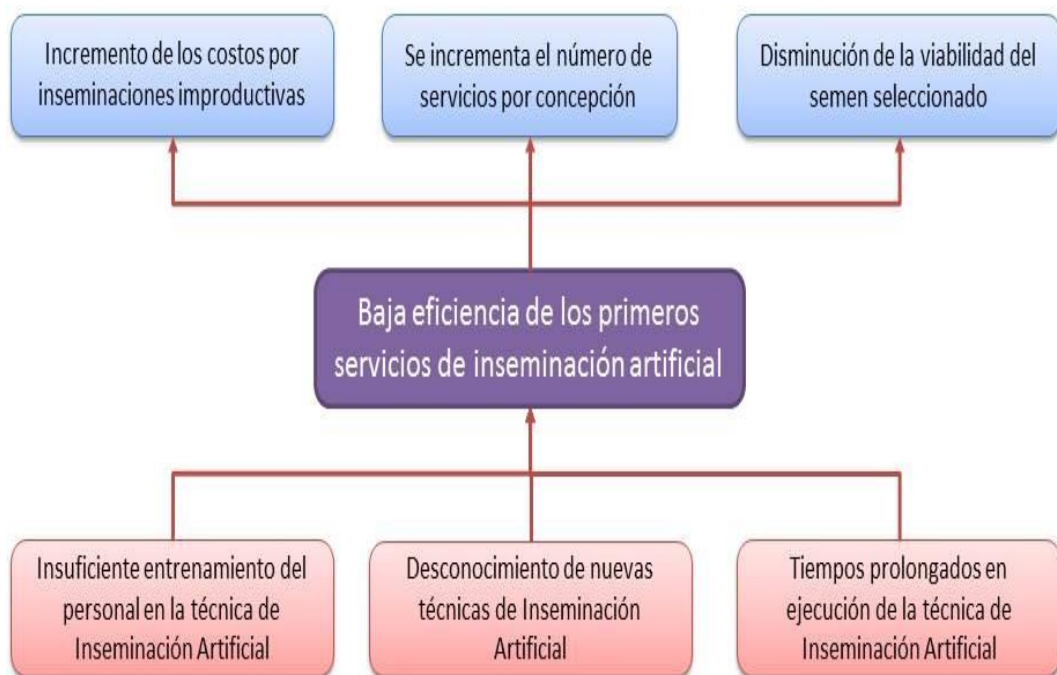 Incremento de los costos por
inseminaciones improductivas
Se incrementa el número de
servicios por concepción
Disminución de la viabilidad del
semen seleccionado
Baja eficiencia de los primeros
servicios de inseminación artificial
Insuficiente entrenamiento del
personal en la técnica de
Inseminación Artificial
Desconocimiento de nuevas
técnicas de Inseminación
Artificial
Tiempos prolongados en
ejecución de la técnica de
Inseminación Artificial